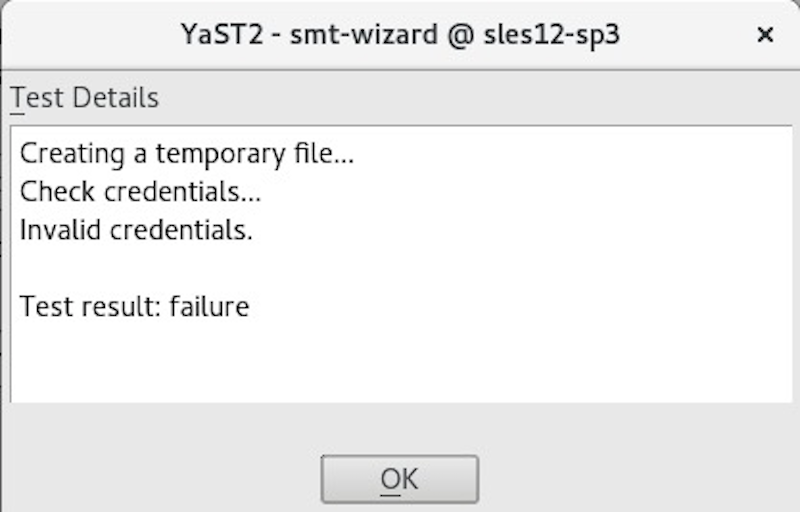 YaST2 - smt-wizard @ sles12-sp3
Test Details
Creating a temporary file...
Check credentials...
Invalid credentials.
Test result: failure
OK